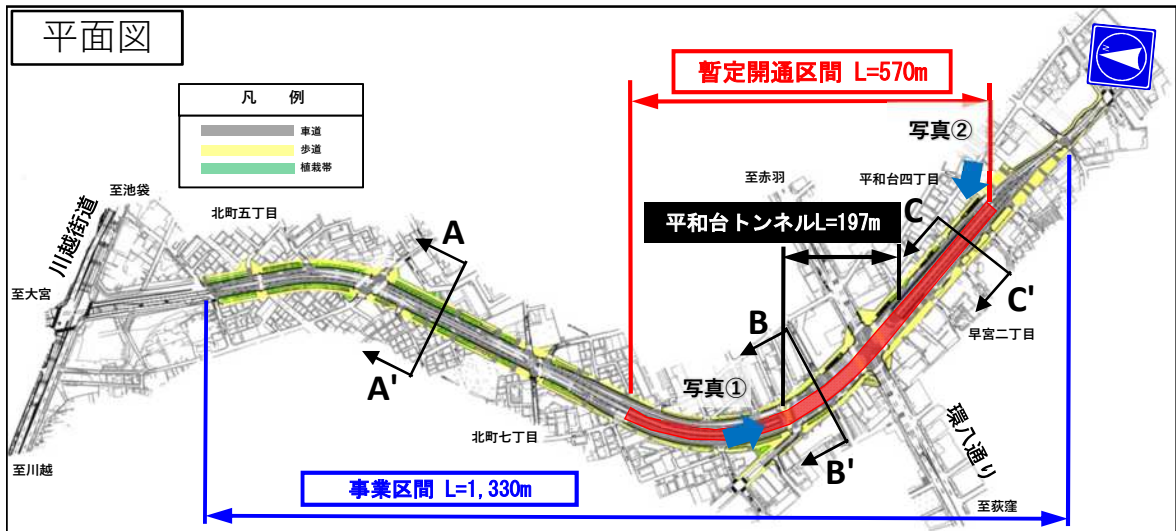 平面図
暫定開通区間 L=570m
N
凡 例
車道
歩道
植栽帯
写真②
至赤羽
平和台四丁目
至池袋
北町五丁目
川越街道
平和台トンネルL=197m
A
C
至大宮
C'
B
早宮二丁目
A'
写真①
北町七丁目
環八通り
至川越
B'
事業区間 L=1,330m
至荻窪